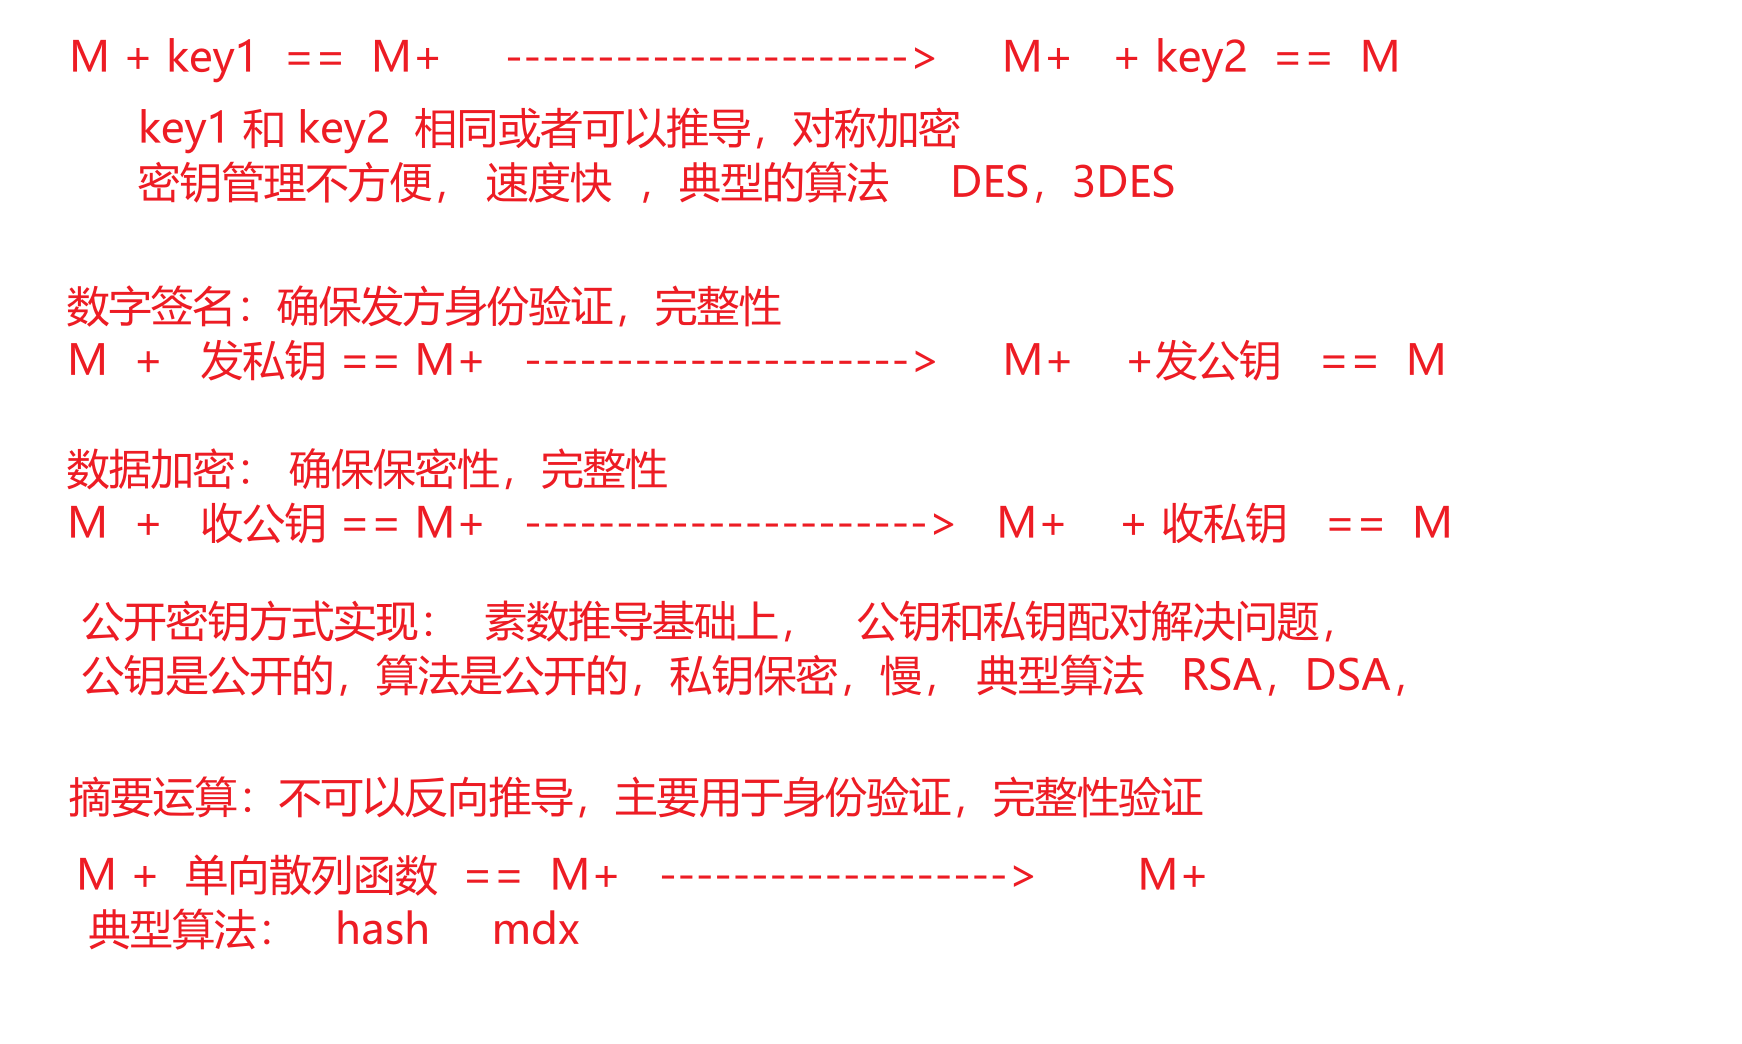 M + key1 == M+ ----------------------> M+ + key2 == M
key1 和 key2 相同或者可以推导，对称加密
密钥管理不方便， 速度快 ，典型的算法 DES，3DES
数字签名：确保发方身份验证，完整性
M + 发私钥 == M+ ---------------------> M+ +发公钥 == M
数据加密： 确保保密性，完整性
M + 收公钥 == M+ ----------------------> M+ + 收私钥 == M
公开密钥方式实现： 素数推导基础上， 公钥和私钥配对解决问题，
公钥是公开的，算法是公开的，私钥保密，慢， 典型算法 RSA，DSA，
摘要运算：不可以反向推导，主要用于身份验证，完整性验证
M + 单向散列函数 == M+ -------------------> M+
典型算法： hash mdx